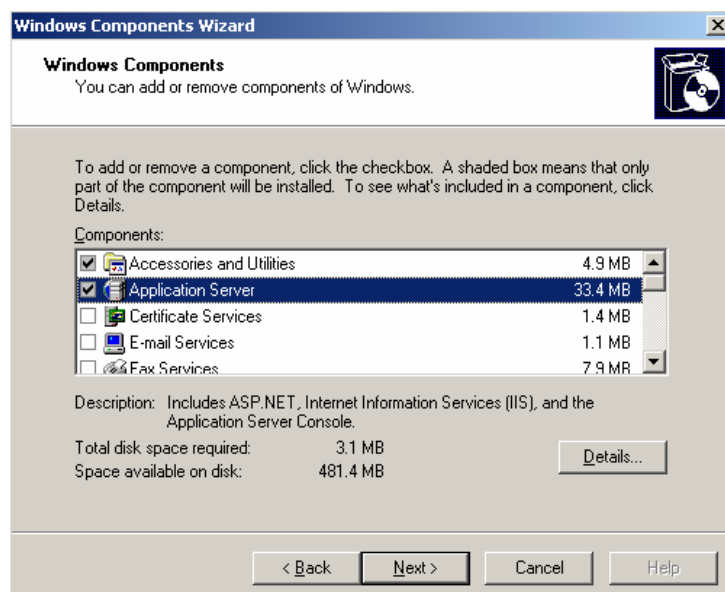 Windows Components Wizard
Windows Components
You can add or remove components of Windows.
To add or remove a component, click the checkbox. A shaded box means that only
part of the component will be installed. To see what's included in a component, click
Details.
Components:
Accessories and Utilities 4.9 MB
Application Server 33.4 MB
Certificate Services 1.4 MB
E-mail Services 1.1 MB
Fax Services 7.9 MB
Description: Includes ASP.NET, Internet Information Services (IIS), and the
Application Server Console.
Total disk space required: 3.1 MB
Space available on disk: 481.4 MB
Details...
< Back Next > Cancel Help